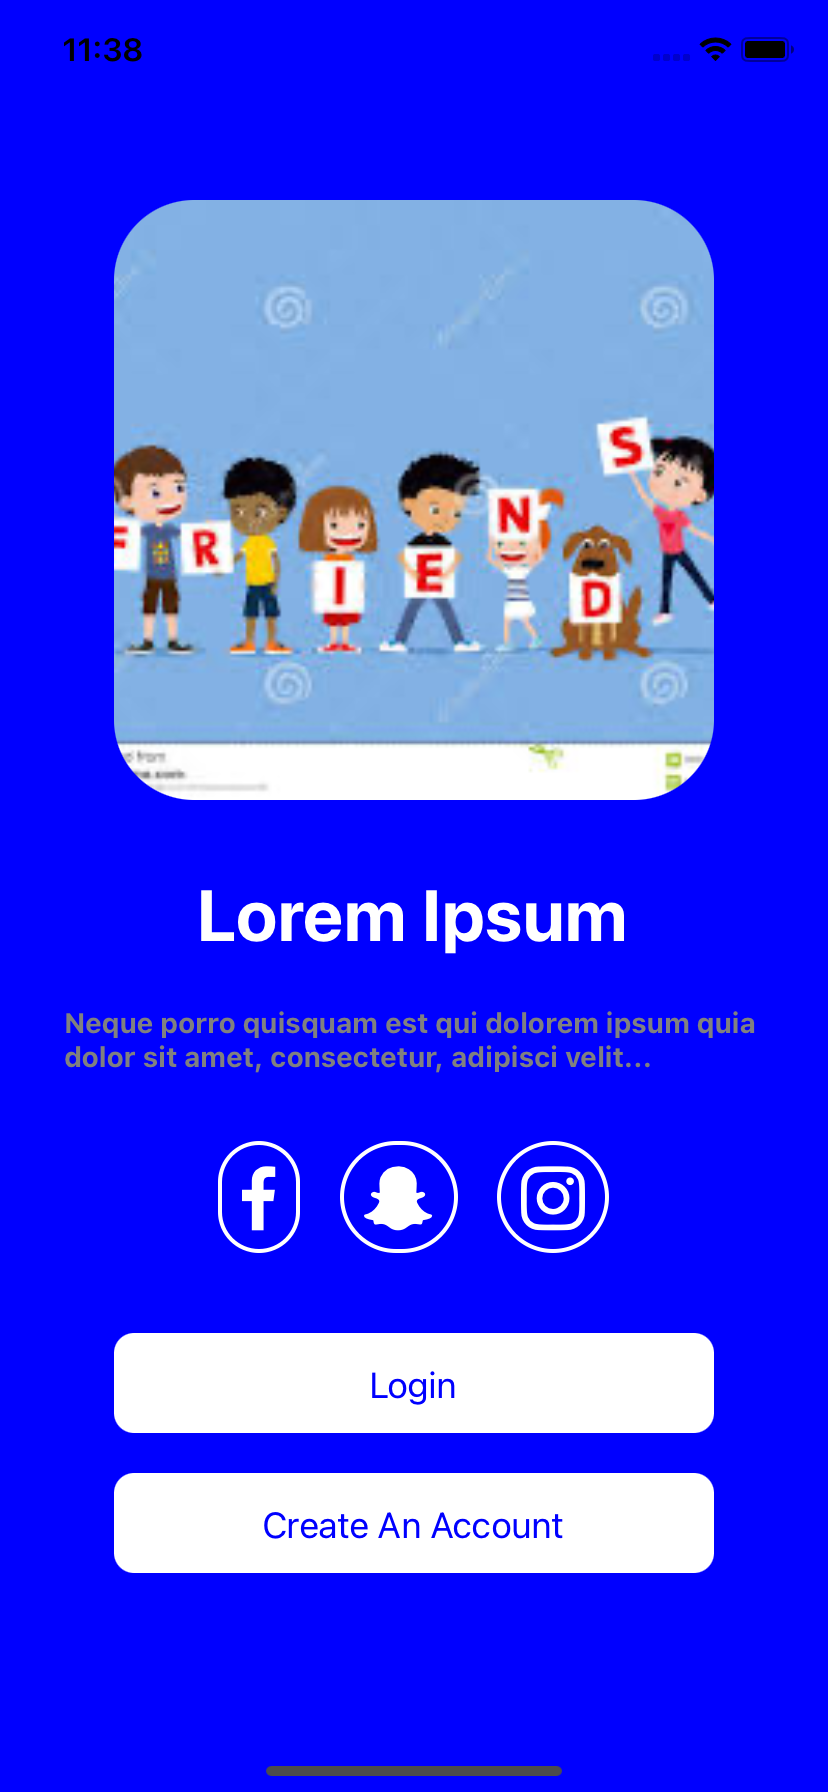 11:38
S
F R I E N D
Lorem Ipsum
Neque porro quisquam est qui dolorem ipsum quia
dolor sit amet, consectetur, adipisci velit...
Login
Create An Account